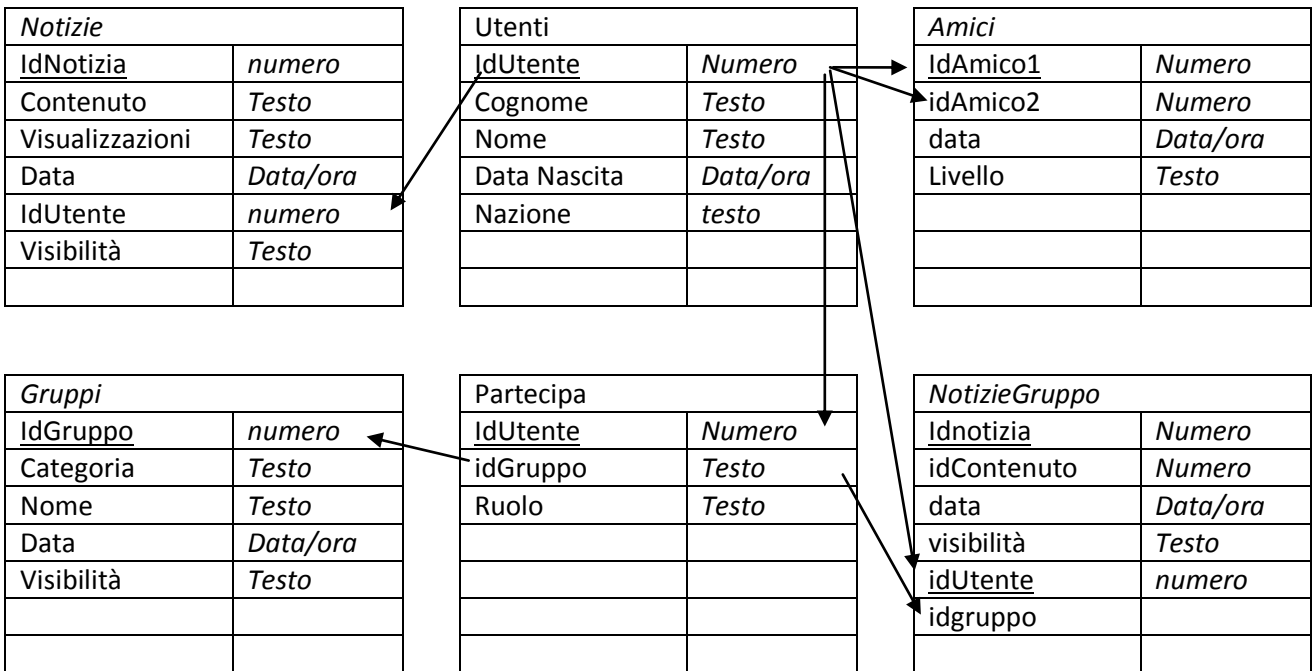 Notizie
IdNotizia numero
Contenuto Testo
Visualizzazioni Testo
Data Data/ora
IdUtente numero
Visibilità Testo
Utenti
IdUtente Numero
Cognome Testo
Nome Testo
Data Nascita Data/ora
Nazione testo
Amici
IdAmico1 Numero
idAmico2 Numero
data Data/ora
Livello Testo
Gruppi
IdGruppo numero
Categoria Testo
Nome Testo
Data Data/ora
Visibilità Testo
Partecipa
IdUtente Numero
idGruppo Testo
Ruolo Testo
NotizieGruppo
Idnotizia Numero
idContenuto Numero
data Data/ora
visibilità Testo
idUtente numero
idgruppo